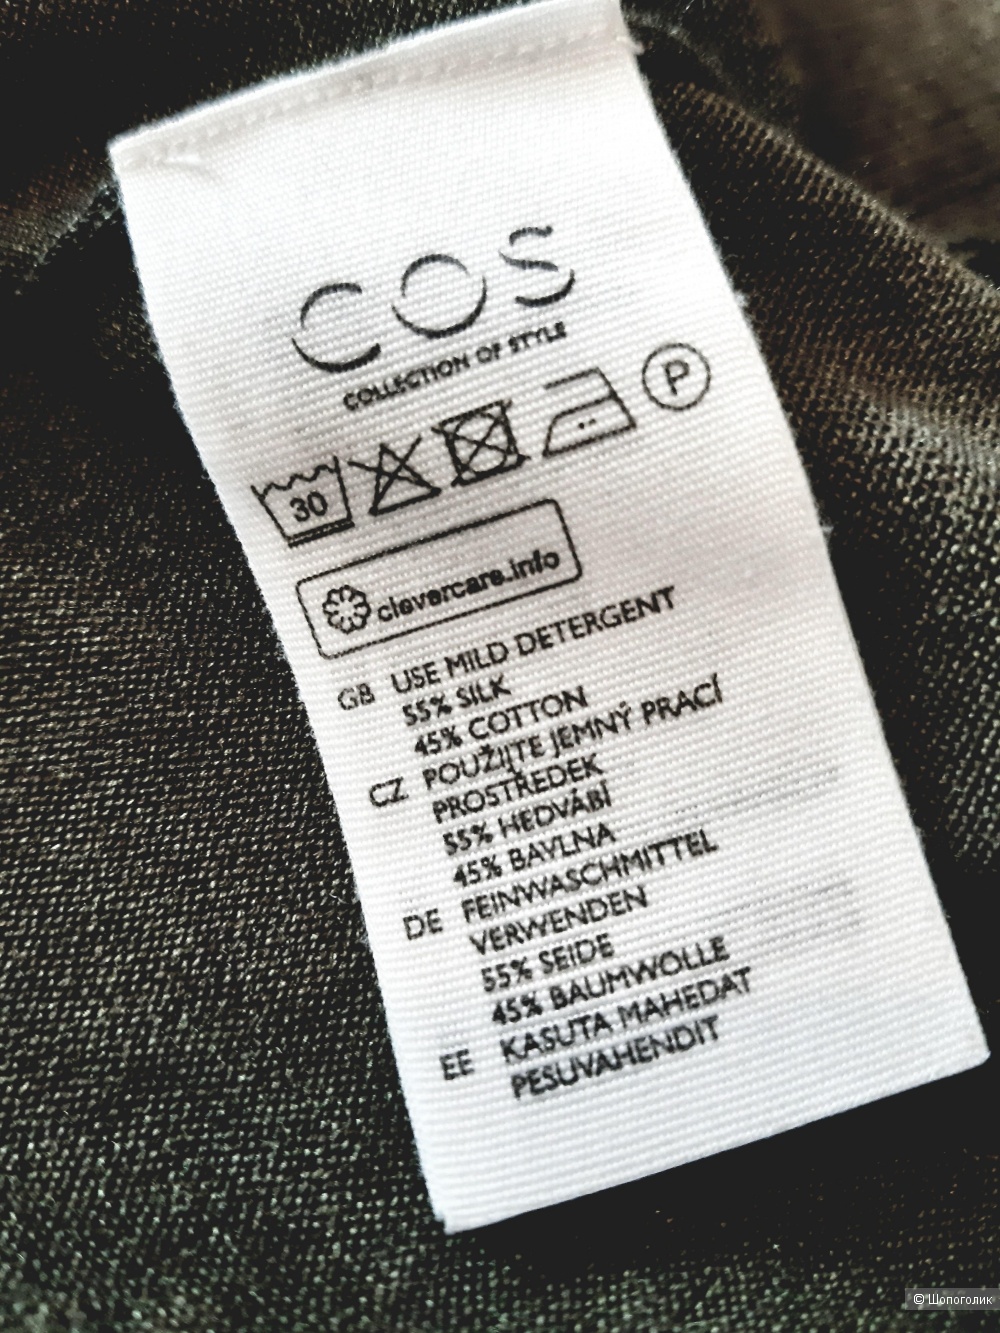 COS
COLLECTION OF STYLE
30
P
clevercare.info
GB USE MILD DETERGENT
55% SILK
45% COTTON
CZ POUŽIJTE JEMNÝ PRACÍ
PROSTŘEDEK
55% HEDVÁBÍ
45% BAVLNA
DE FEINWASCHMITTEL
VERWENDEN
55% SEIDE
45% BAUMWOLLE
EE KASUTA MAHEDAT
PESUVAHENDIT
© Шопоголик